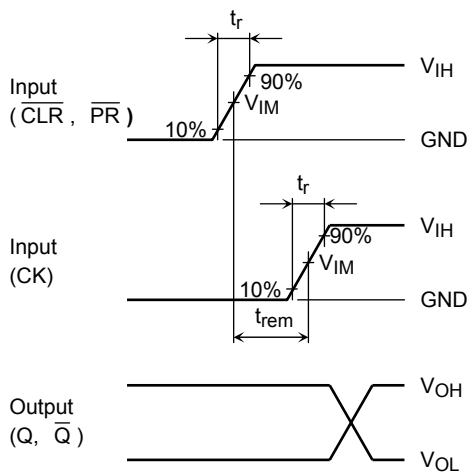 tr
VIH
Input
90%
(CLR̅ , PR̅ )
VIM
10%
GND
tr
VIH
Input
90%
(CK)
VIM
10%
GND
trem
VOH
Output
(Q, Q̅ )
VOL